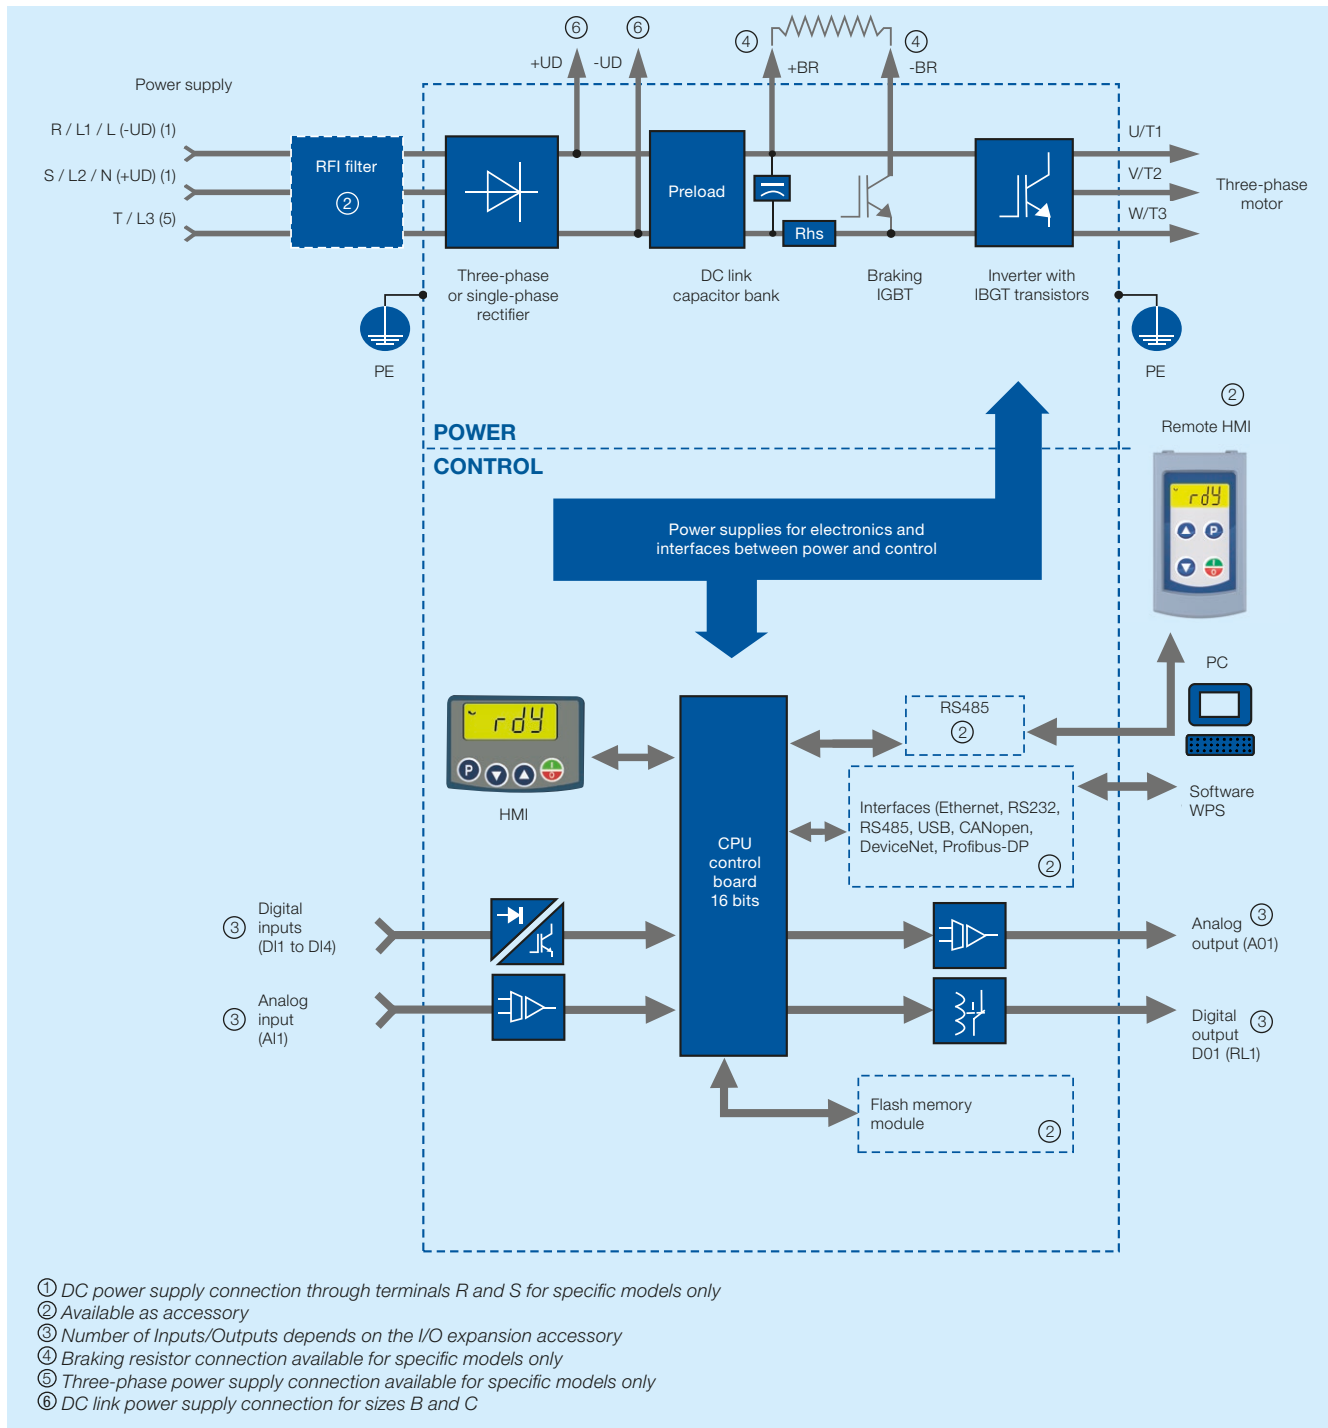 ⑥
⑥
④
④
+UD
-UD
+BR
-BR
Power supply
R / L1 / L (-UD) (1)
S / L2 / N (+UD) (1)
T / L3 (5)
RFI filter
②
Preload
Rhs
U/T1
V/T2
W/T3
Three-phase
motor
Three-phase
or single-phase
rectifier
DC link
capacitor bank
Braking
IGBT
Inverter with
IBGT transistors
PE
PE
②
Remote HMI
POWER
CONTROL
rdy
P
Power supplies for electronics and
interfaces between power and control
PC
RS485
②
rdy
P
HMI
Software
WPS
Interfaces (Ethernet, RS232,
RS485, USB, CANopen,
DeviceNet, Profibus-DP
②
CPU
control
board
16 bits
③
Digital
inputs
(DI1 to DI4)
Analog
output (A01)
③
③
Analog
input
(AI1)
Digital
output
D01 (RL1)
③
Flash memory
module
②
① DC power supply connection through terminals R and S for specific models only
② Available as accessory
③ Number of Inputs/Outputs depends on the I/O expansion accessory
④ Braking resistor connection available for specific models only
⑤ Three-phase power supply connection available for specific models only
⑥ DC link power supply connection for sizes B and C